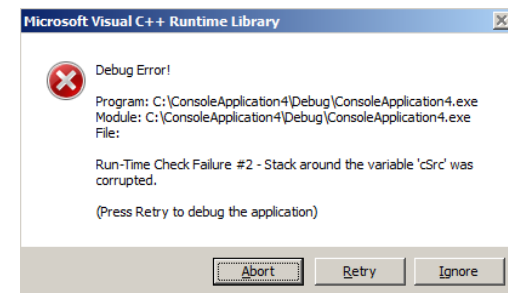 Microsoft Visual C++ Runtime Library
Debug Error!
Program: C:\ConsoleApplication4\Debug\ConsoleApplication4.exe
Module: C:\ConsoleApplication4\Debug\ConsoleApplication4.exe
File:
Run-Time Check Failure #2 - Stack around the variable 'cSrc' was
corrupted.
(Press Retry to debug the application)
Abort Retry Ignore